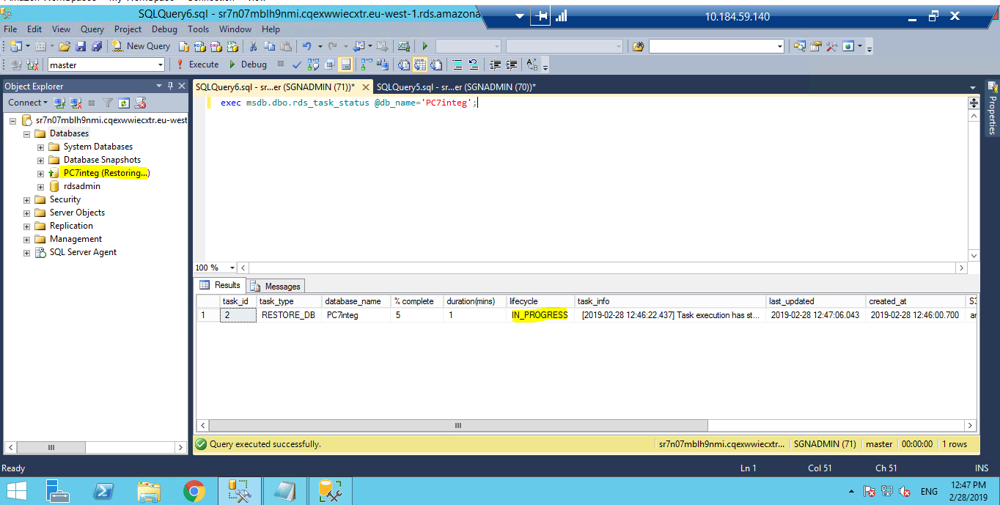 SQLQuery6.sql - sr7n07mblh9nmi.cqexwwiecxtr.eu-west-1.rds.amazona
10.184.59.140
File Edit View Query Project Debug Tools Window Help
New Query
master Execute Debug
Object Explorer
SQLQuery6.sql - sr...er (SGNADMIN (71))* SQLQuery5.sql - sr...er (SGNADMIN (70))*
Connect
exec msdb.dbo.rds_task_status @db_name='PC7integ';
Properties
sr7n07mblh9nmi.cqexwwiecxtr.eu-west
Databases
System Databases
Database Snapshots
PC7integ (Restoring...)
rdsadmin
Security
Server Objects
Replication
Management
SQL Server Agent
100 %
Results Messages
task_id task_type database_name % complete duration(mins) lifecycle task_info last_updated created_at S3
1 2 RESTORE_DB PC7integ 5 1 IN_PROGRESS [2019-02-28 12:46:22.437] Task execution has st... 2019-02-28 12:47:06.043 2019-02-28 12:46:00.700 ar
Query executed successfully. sr7n07mblh9nmi.cqexwwiecxtr... SGNADMIN (71) master 00:00:00 1 rows
Ready Ln 1 Col 51 Ch 51 INS
ENG 12:47 PM
2/28/2019